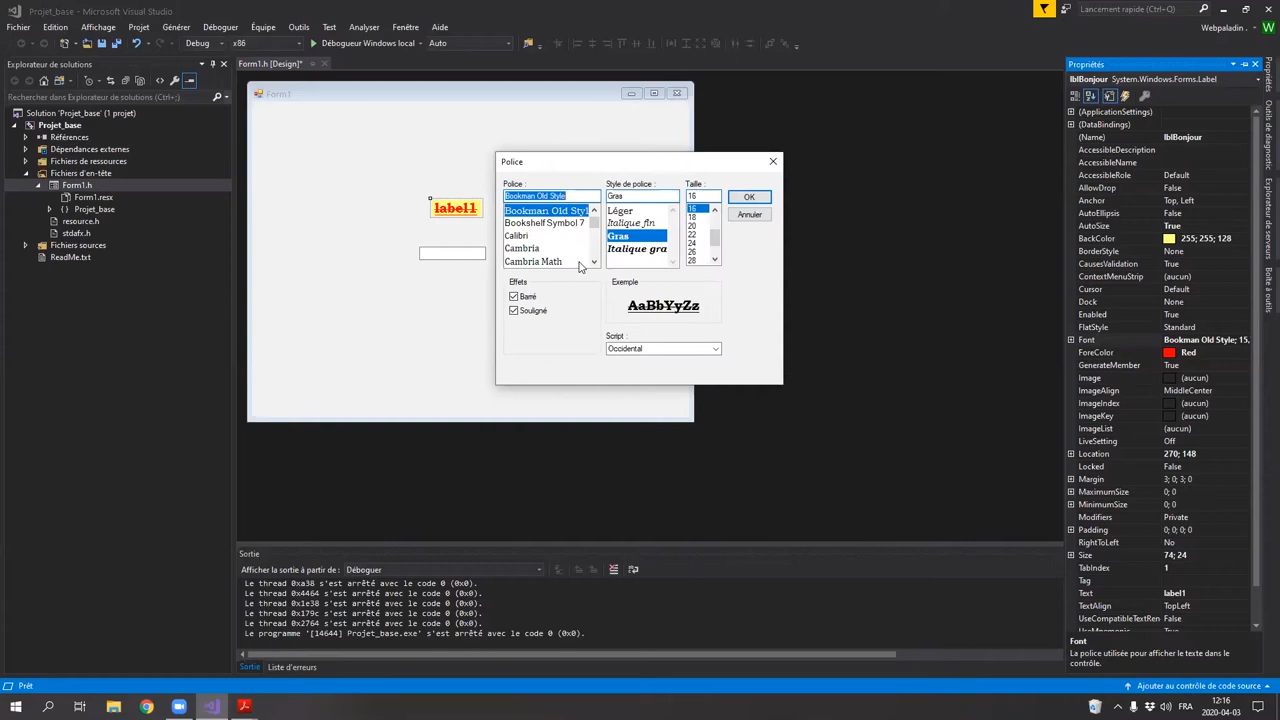 Projet_base - Microsoft Visual Studio
Lancement rapide (Ctrl+Q)
Fichier Edition Affichage Projet Générer Déboguer Équipe Outils Test Analyser Fenêtre Aide
Webpaladin
Debug x86 Débogueur Windows local Auto
Explorateur de solutions
Form1.h [Design]*
Rechercher dans Explorateur de solutions (Ctrl+;)
Solution 'Projet_base' (1 projet)
Projet_base
Références
Dépendances externes
Fichiers de ressources
Fichiers d'en-tête
Form1.h
Form1.resx
Projet_base
resource.h
stdafx.h
Fichiers sources
ReadMe.txt
Form1
label1
Police
Police : Style de police : Taille :
Bookman Old Style Gras 16
OK
Annuler
Bookman Old Styl
Bookshelf Symbol 7
Calibri
Cambria
Cambria Math
Léger
Italique fin
Gras
Italique gra
16
18
20
22
24
26
28
Effets
Barré
Souligné
Exemple
AaBbYyZz
Script :
Occidental
Propriétés
lblBonjour System.Windows.Forms.Label
(ApplicationSettings)
(DataBindings)
(Name) lblBonjour
AccessibleDescription
AccessibleName
AccessibleRole Default
AllowDrop False
Anchor Top, Left
AutoEllipsis False
AutoSize True
BackColor 255; 255; 128
BorderStyle None
CausesValidation True
ContextMenuStrip (aucun)
Cursor Default
Dock None
Enabled True
FlatStyle Standard
Font Bookman Old Style; 15,
ForeColor Red
GenerateMember True
Image (aucun)
ImageAlign MiddleCenter
ImageIndex (aucun)
ImageKey (aucun)
ImageList (aucun)
LiveSetting Off
Location 270; 148
Locked False
Margin 3; 0; 3; 0
MaximumSize 0; 0
MinimumSize 0; 0
Modifiers Private
Padding 0; 0; 0; 0
RightToLeft No
Size 74; 24
TabIndex 1
Tag
Text label1
TextAlign TopLeft
UseCompatibleTextRen False
UseMnemonic True
Font
La police utilisée pour afficher le texte dans le
contrôle.
Propriétés
Outils de diagnostic
Boîte à outils
Sortie
Afficher la sortie à partir de : Déboguer
Le thread 0xa38 s'est arrêté avec le code 0 (0x0).
Le thread 0x4464 s'est arrêté avec le code 0 (0x0).
Le thread 0x1e38 s'est arrêté avec le code 0 (0x0).
Le thread 0x179c s'est arrêté avec le code 0 (0x0).
Le thread 0x2764 s'est arrêté avec le code 0 (0x0).
Le programme '[14644] Projet_base.exe' s'est arrêté avec le code 0 (0x0).
Sortie Liste d'erreurs
Prêt
Ajouter au contrôle de code source
FRA
12:16
2020-04-03